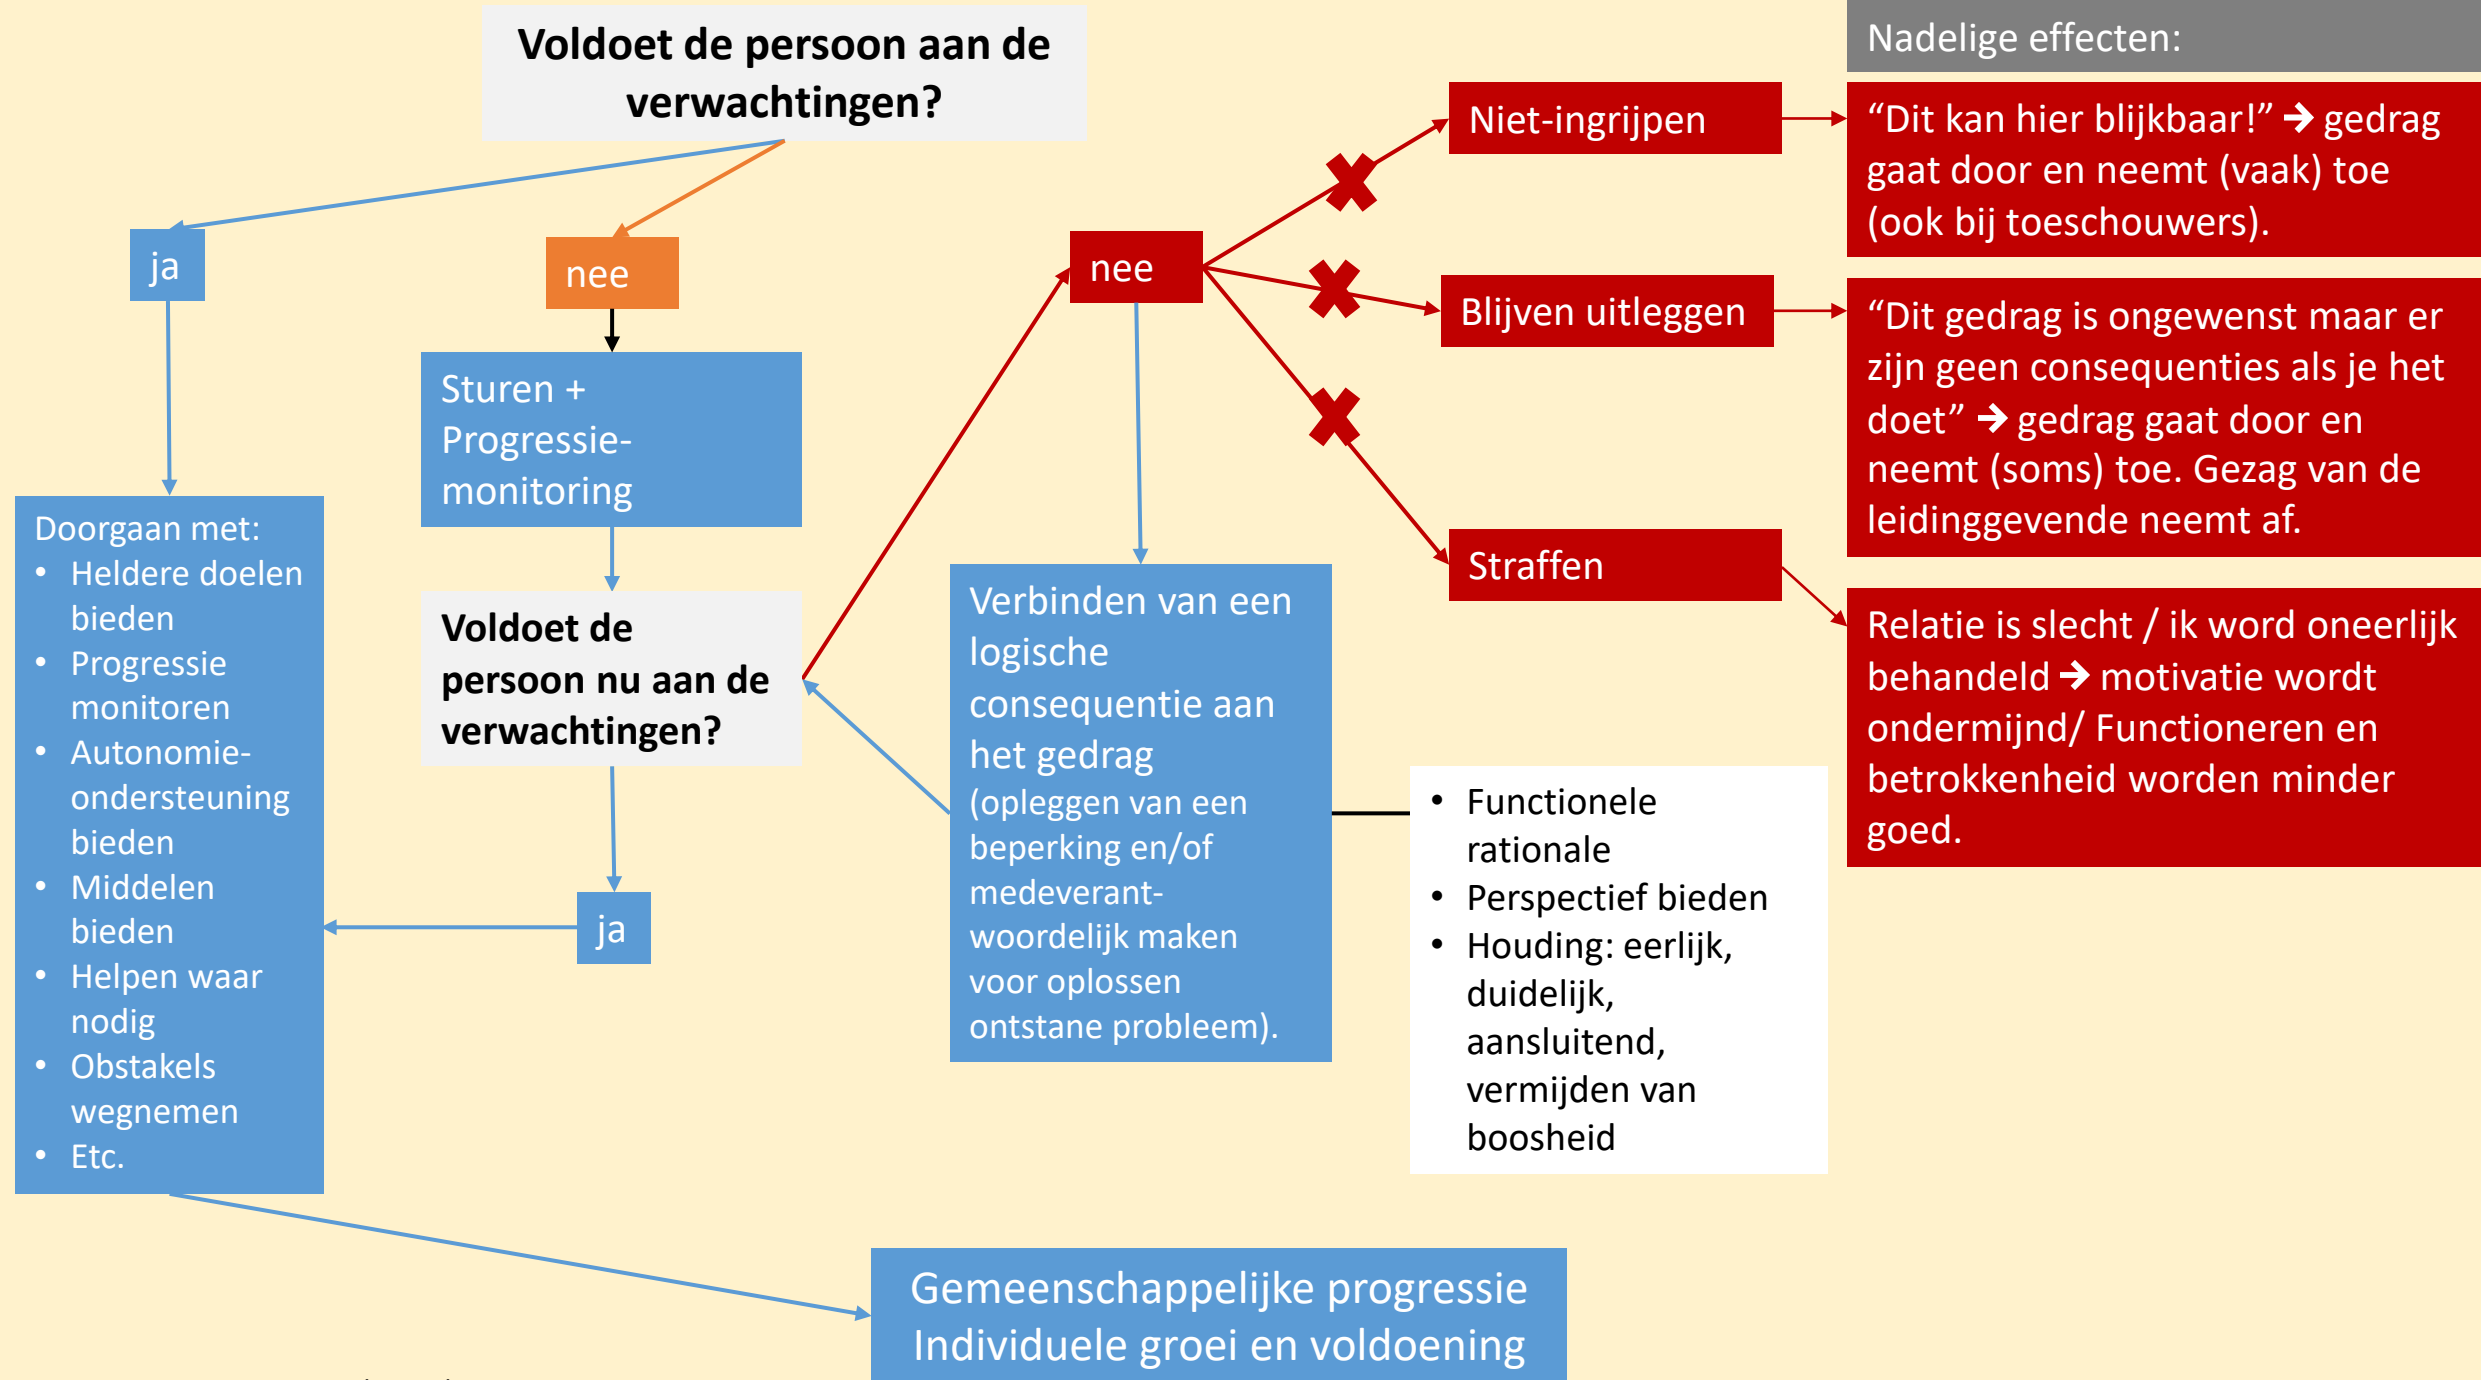 Voldoet de persoon aan de
verwachtingen?
ja
nee
Sturen +
Progressie-
monitoring
Voldoet de
persoon nu aan de
verwachtingen?
ja
Doorgaan met:
• Heldere doelen
bieden
• Progressie
monitoren
• Autonomie-
ondersteuning
bieden
• Middelen
bieden
• Helpen waar
nodig
• Obstakels
wegnemen
• Etc.
nee
Verbinden van een
logische
consequentie aan
het gedrag
(opleggen van een
beperking en/of
medeverant-
woordelijk maken
voor oplossen
ontstane probleem).
• Functionele
rationale
• Perspectief bieden
• Houding: eerlijk,
duidelijk,
aansluitend,
vermijden van
boosheid
Niet-ingrijpen
Blijven uitleggen
Straffen
Nadelige effecten:
“Dit kan hier blijkbaar!” → gedrag
gaat door en neemt (vaak) toe
(ook bij toeschouwers).
“Dit gedrag is ongewenst maar er
zijn geen consequenties als je het
doet” → gedrag gaat door en
neemt (soms) toe. Gezag van de
leidinggevende neemt af.
Relatie is slecht / ik word oneerlijk
behandeld → motivatie wordt
ondermijnd/ Functioneren en
betrokkenheid worden minder
goed.
Gemeenschappelijke progressie
Individuele groei en voldoening